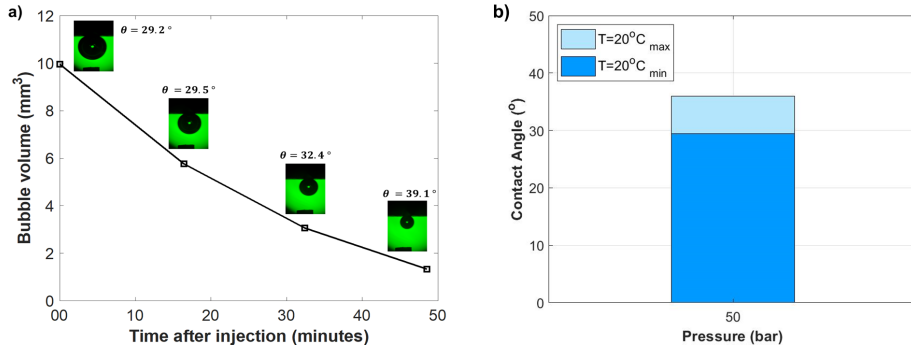 a)
θ = 29.2°
θ = 29.5°
θ = 32.4°
θ = 39.1°
12
10
8
6
4
2
0
Bubble volume (mm³)
00 10 20 30 40 50
Time after injection (minutes)
b)
T=20°C max
T=20°C min
50
40
30
20
10
0
Contact Angle (°)
50
Pressure (bar)